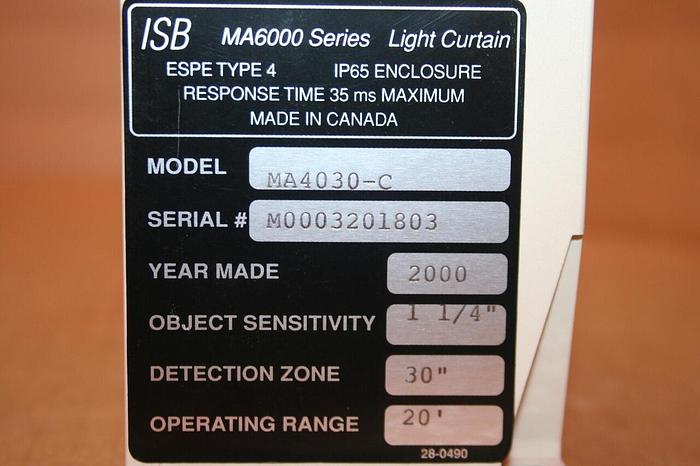 ISB MA6000 Series Light Curtain
ESPE TYPE 4 IP65 ENCLOSURE
RESPONSE TIME 35 ms MAXIMUM
MADE IN CANADA
MODEL MA4030-C
SERIAL # M0003201803
YEAR MADE 2000
OBJECT SENSITIVITY 1 1/4"
DETECTION ZONE 30"
OPERATING RANGE 20'
28-0490